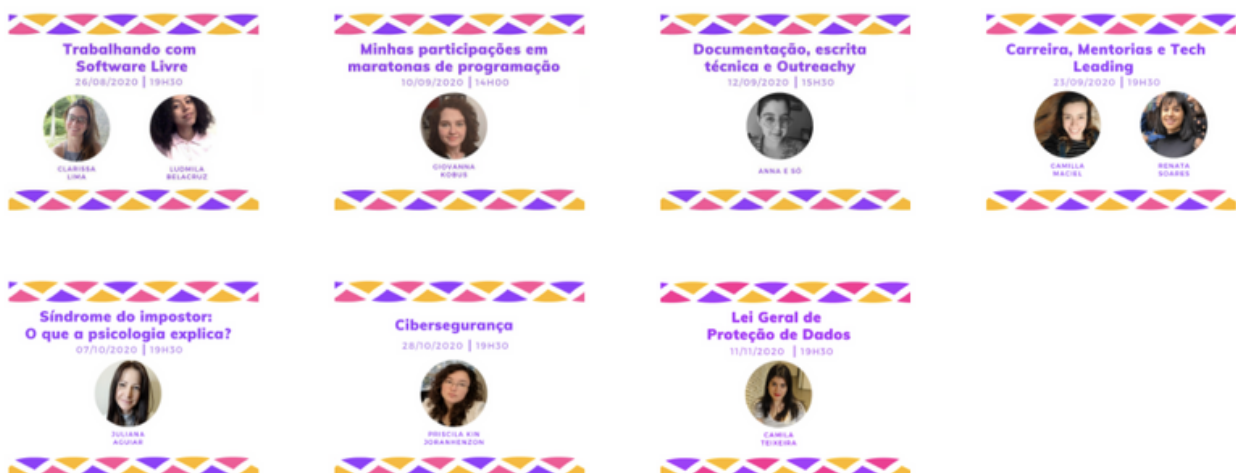 Trabalhando com
Software Livre
26/08/2020 | 19H30
CLARISSA
LIMA
LUDMILA
BELACRUZ
Minhas participações em
maratonas de programação
10/09/2020 | 14H00
GIOVANNA
KOBUS
Documentação, escrita
técnica e Outreachy
12/09/2020 | 15H30
ANNA E SÓ
Carreira, Mentorias e Tech
Leading
23/09/2020 | 19H30
CAMILLA
MACIEL
RENATA
SOARES
Síndrome do impostor:
O que a psicologia explica?
07/10/2020 | 19H30
JULIANA
AGUIAR
Cibersegurança
28/10/2020 | 19H30
PRISCILA KIN
JORANHENZON
Lei Geral de
Proteção de Dados
11/11/2020 | 19H30
CAMILA
TEIXEIRA